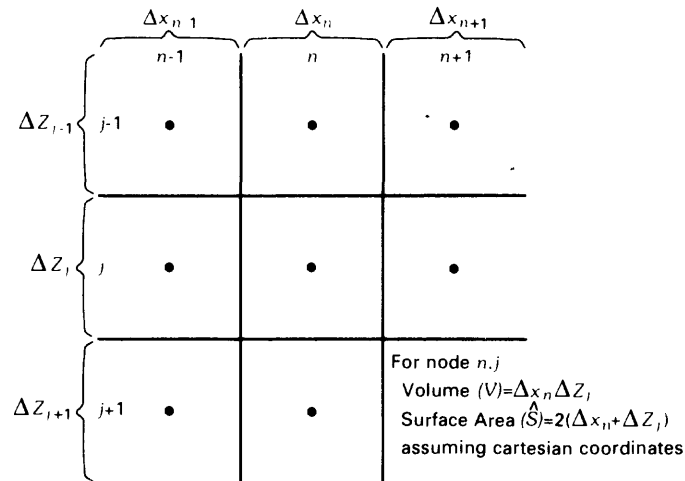 Δx n-1 Δx n Δx n+1
n-1 n n+1
ΔZ j-1 j-1
ΔZ j j
ΔZ j+1 j+1
For node n.j
Volume (V)=Δx n ΔZ j
Surface Area (Ŝ)=2(Δx n+ΔZ j)
assuming cartesian coordinates